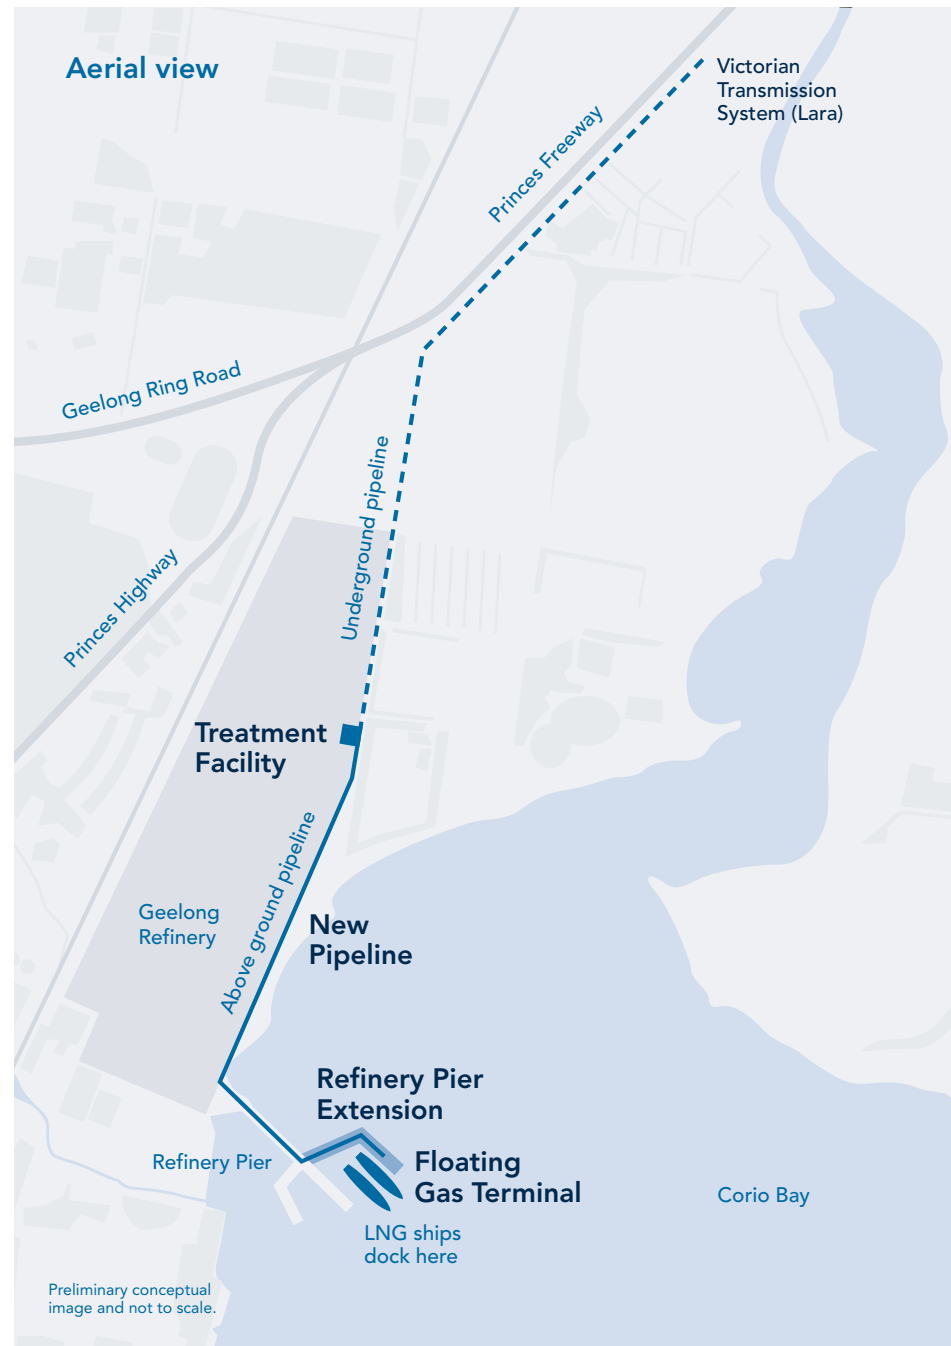 Aerial view
Victorian
Transmission
System (Lara)
Princes Freeway
Geelong Ring Road
Underground pipeline
Princes Highway
Treatment
Facility
Above ground pipeline
Geelong
Refinery
New
Pipeline
Refinery Pier
Extension
Refinery Pier
Floating
Gas Terminal
Corio Bay
LNG ships
dock here
Preliminary conceptual
image and not to scale.